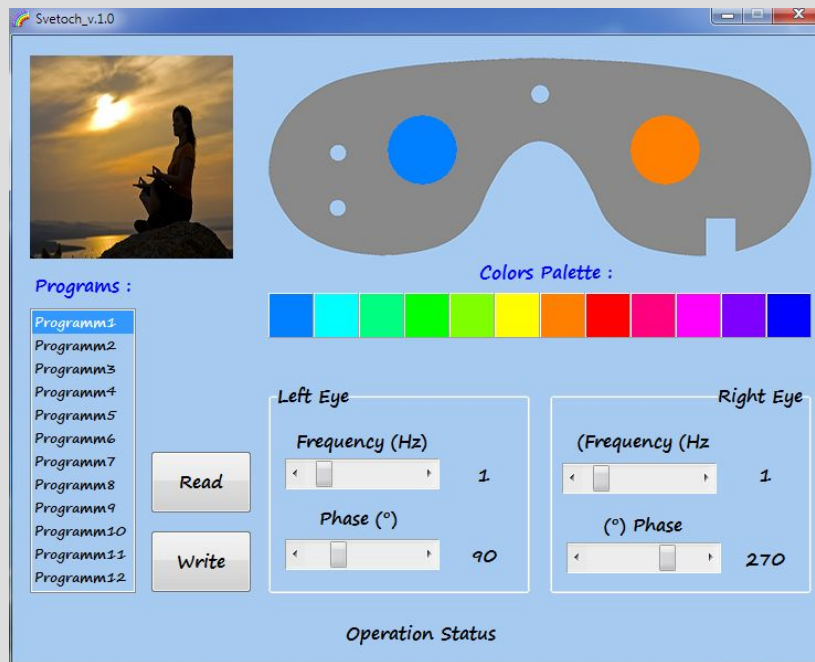 Svetoch_v.1.0
Colors Palette :
Programs :
Programm1
Programm2
Programm3
Programm4
Programm5
Programm6
Programm7
Programm8
Programm9
Programm10
Programm11
Programm12
Read
Write
Left Eye
Frequency (Hz)
1
Phase (°)
90
Right Eye
(Frequency (Hz
1
(°) Phase
270
Operation Status